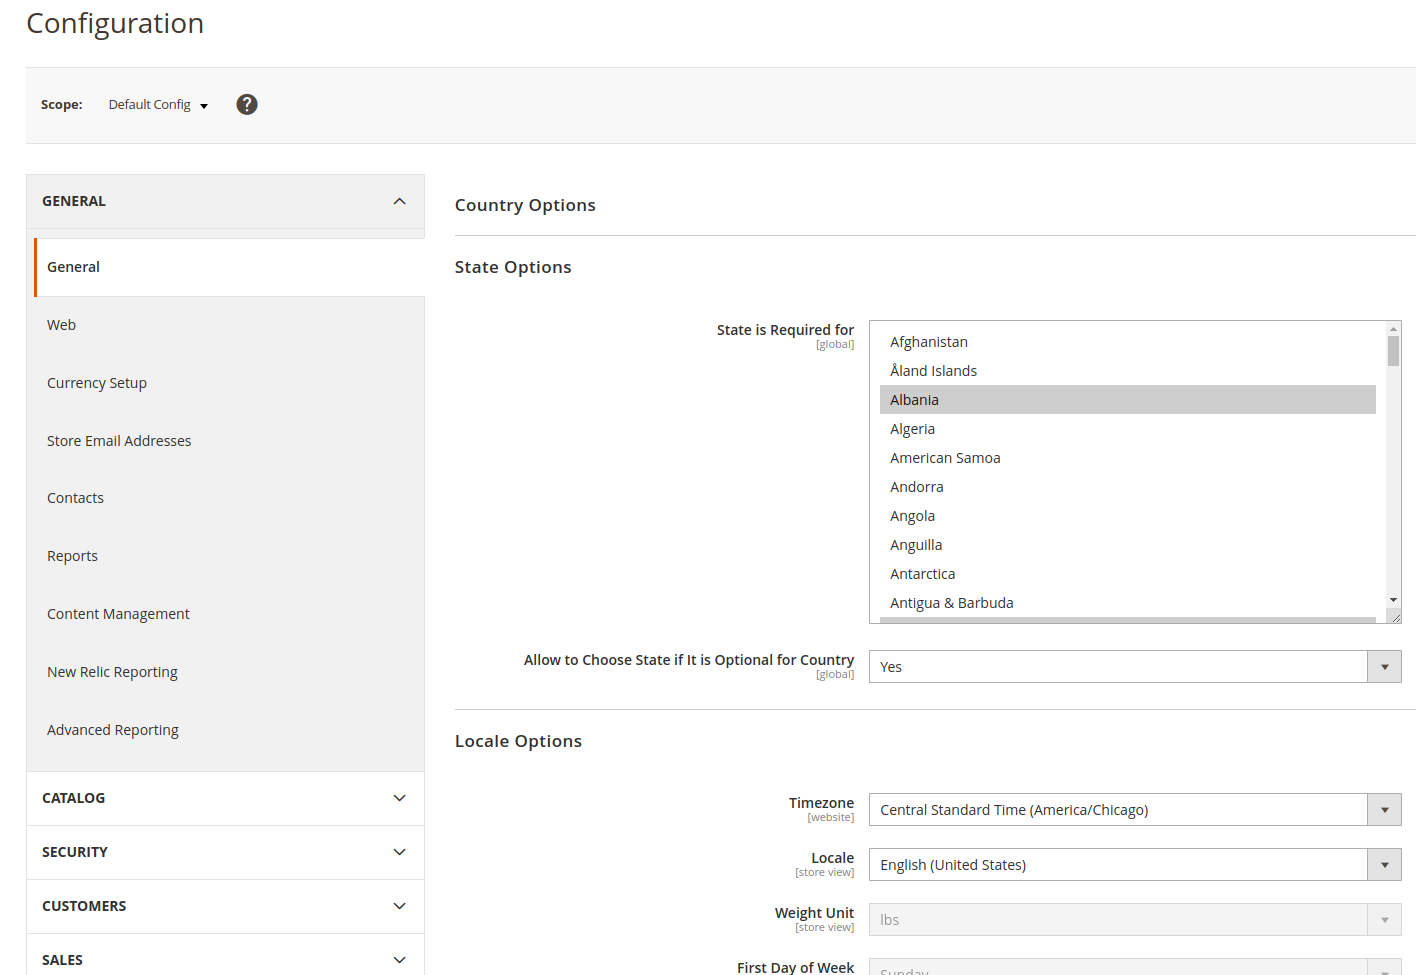 Configuration
Scope: Default Config ?
GENERAL
General
Web
Currency Setup
Store Email Addresses
Contacts
Reports
Content Management
New Relic Reporting
Advanced Reporting
CATALOG
SECURITY
CUSTOMERS
SALES
Country Options
State Options
State is Required for
[global]
Afghanistan
Åland Islands
Albania
Algeria
American Samoa
Andorra
Angola
Anguilla
Antarctica
Antigua & Barbuda
Allow to Choose State if It is Optional for Country
[global]
Yes
Locale Options
Timezone
[website]
Central Standard Time (America/Chicago)
Locale
[store view]
English (United States)
Weight Unit
[store view]
lbs
First Day of Week
Sunday